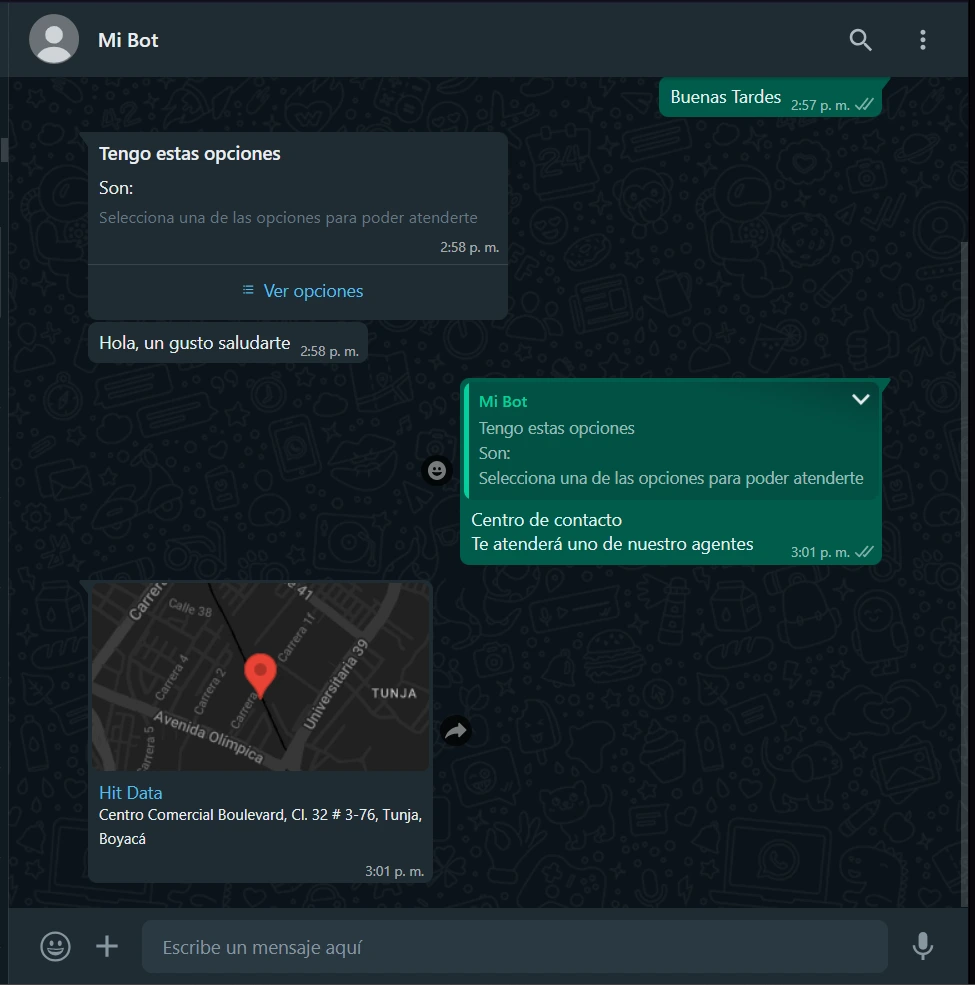 Mi Bot
Buenas Tardes
2:57 p. m.
Tengo estas opciones
Son:
Selecciona una de las opciones para poder atenderte
2:58 p. m.
Ver opciones
Hola, un gusto saludarte
2:58 p. m.
Mi Bot
Tengo estas opciones
Son:
Selecciona una de las opciones para poder atenderte
Centro de contacto
Te atenderá uno de nuestro agentes
3:01 p. m.
Carrera
41
Calle 38
Carrera 1f
Carrera 4
Carrera 2
Carrera
Universitaria 39
TUNJA
Avenida Olímpica
Carrera 5
Hit Data
Centro Comercial Boulevard, Cl. 32 # 3-76, Tunja,
Boyacá
3:01 p. m.
Escribe un mensaje aquí